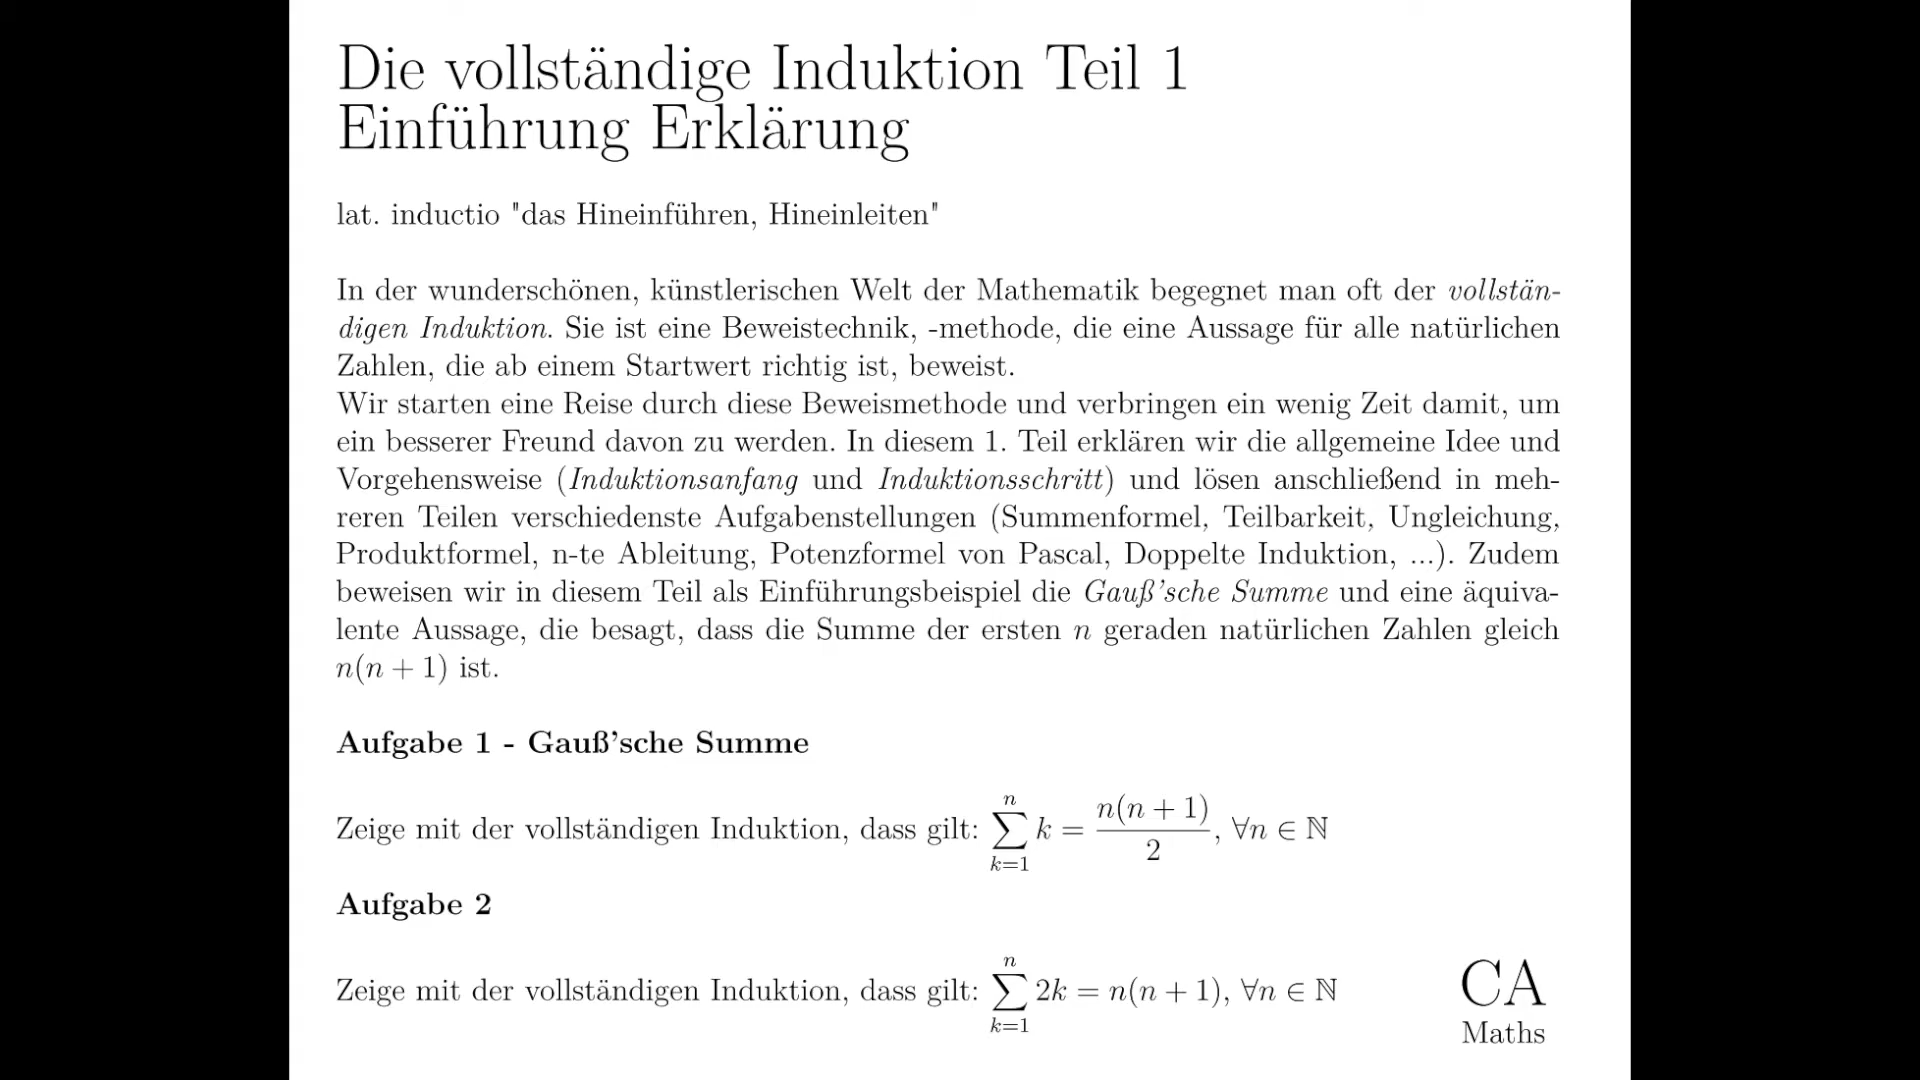 Die vollständige Induktion Teil 1
Einführung Erklärung
lat. inductio "das Hineinführen, Hineinleiten"
In der wunderschönen, künstlerischen Welt der Mathematik begegnet man oft der vollstän-
digen Induktion. Sie ist eine Beweistechnik, -methode, die eine Aussage für alle natürlichen
Zahlen, die ab einem Startwert richtig ist, beweist.
Wir starten eine Reise durch diese Beweismethode und verbringen ein wenig Zeit damit, um
ein besserer Freund davon zu werden. In diesem 1. Teil erklären wir die allgemeine Idee und
Vorgehensweise (Induktionsanfang und Induktionsschritt) und lösen anschließend in meh-
reren Teilen verschiedenste Aufgabenstellungen (Summenformel, Teilbarkeit, Ungleichung,
Produktformel, n-te Ableitung, Potenzformel von Pascal, Doppelte Induktion, ...). Zudem
beweisen wir in diesem Teil als Einführungsbeispiel die Gauß'sche Summe und eine äquiva-
lente Aussage, die besagt, dass die Summe der ersten n geraden natürlichen Zahlen gleich
n(n + 1) ist.
Aufgabe 1 - Gauß'sche Summe
Zeige mit der vollständigen Induktion, dass gilt: $\sum_{k=1}^{n} k = \frac{n(n+1)}{2}$, ∀n ∈ ℕ
Aufgabe 2
Zeige mit der vollständigen Induktion, dass gilt: $\sum_{k=1}^{n} 2k = n(n+1)$, ∀n ∈ ℕ
CA
Maths